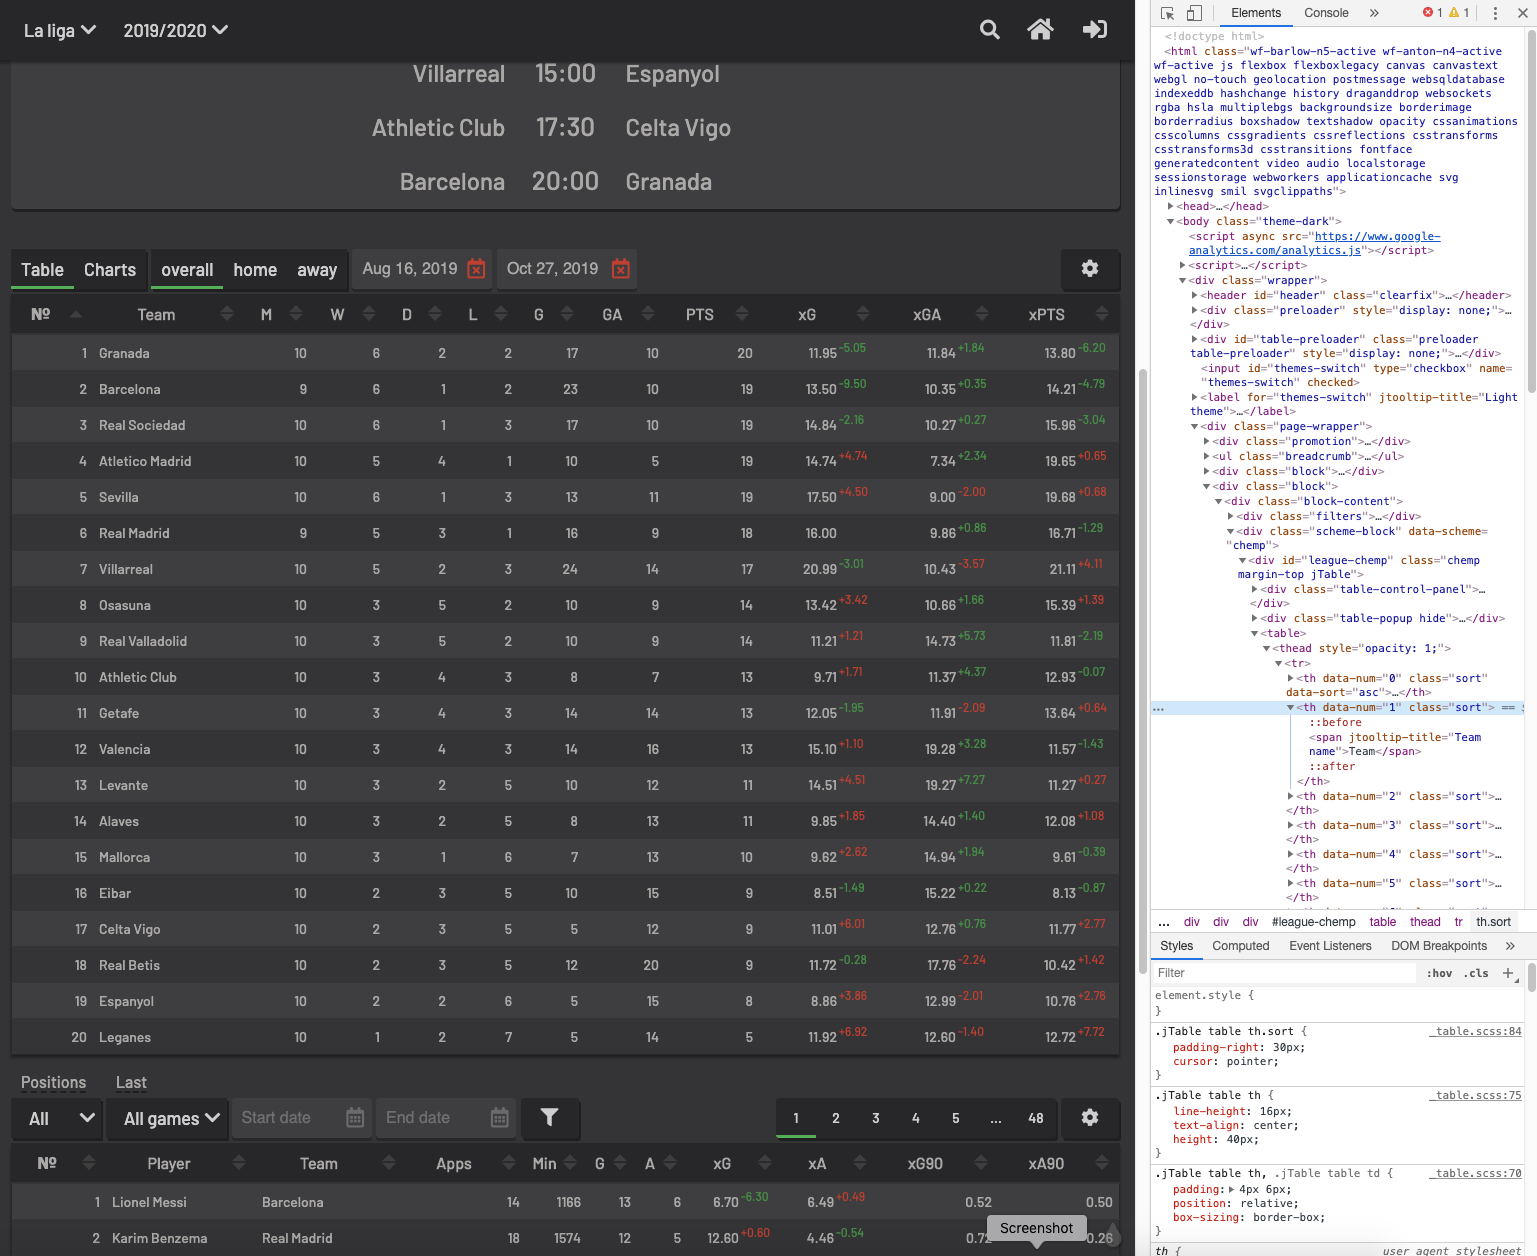 La liga 2019/2020
Villarreal 15:00 Espanyol
Athletic Club 17:30 Celta Vigo
Barcelona 20:00 Granada
Table Charts overall home away Aug 16, 2019 Oct 27, 2019
№ Team M W D L G GA PTS xG xGA xPTS
1 Granada 10 6 2 2 17 10 20 11.95-5.05 11.84+1.84 13.80-6.20
2 Barcelona 9 6 1 2 23 10 19 13.50-9.50 10.35+0.35 14.21-4.79
3 Real Sociedad 10 6 1 3 17 10 19 14.84-2.16 10.27+0.27 15.96-3.04
4 Atletico Madrid 10 5 4 1 10 5 19 14.74+4.74 7.34+2.34 19.65+0.65
5 Sevilla 10 6 1 3 13 11 19 17.50+4.50 9.00-2.00 19.68+0.68
6 Real Madrid 9 5 3 1 16 9 18 16.00 9.86+0.86 16.71-1.29
7 Villarreal 10 5 2 3 24 14 17 20.99-3.01 10.43-3.57 21.11+4.11
8 Osasuna 10 3 5 2 10 9 14 13.42+3.42 10.66+1.66 15.39+1.39
9 Real Valladolid 10 3 5 2 10 9 14 11.21+1.21 14.73+5.73 11.81-2.19
10 Athletic Club 10 3 4 3 8 7 13 9.71+1.71 11.37+4.37 12.93-0.07
11 Getafe 10 3 4 3 14 14 13 12.05-1.95 11.91-2.09 13.64+0.64
12 Valencia 10 3 4 3 14 16 13 15.10+1.10 19.28+3.28 11.57-1.43
13 Levante 10 3 2 5 10 12 11 14.51+4.51 19.27+7.27 11.27+0.27
14 Alaves 10 3 2 5 8 13 11 9.85+1.85 14.40+1.40 12.08+1.08
15 Mallorca 10 3 1 6 7 13 10 9.62+2.62 14.94+1.94 9.61-0.39
16 Eibar 10 2 3 5 10 15 9 8.51-1.49 15.22+0.22 8.13-0.87
17 Celta Vigo 10 2 3 5 5 12 9 11.01+6.01 12.76+0.76 11.77+2.77
18 Real Betis 10 2 3 5 12 20 9 11.72-0.28 17.76-2.24 10.42+1.42
19 Espanyol 10 2 2 6 5 15 8 8.86+3.86 12.99-2.01 10.76+2.76
20 Leganes 10 1 2 7 5 14 5 11.92+6.92 12.60-1.40 12.72+7.72
Positions Last
All All games Start date End date 1 2 3 4 5 ... 48
№ Player Team Apps Min G A xG xA xG90 xA90
1 Lionel Messi Barcelona 14 1166 13 6 6.70-6.30 6.49+0.49 0.52 0.50
2 Karim Benzema Real Madrid 18 1574 12 5 12.60+0.60 4.46-0.54 0.72 0.26
Screenshot
Elements Console » 1 1
<!doctype html>
<html class="wf-barlow-n5-active wf-anton-n4-active
wf-active js flexbox flexboxlegacy canvas canvastext
webgl no-touch geolocation postmessage websqldatabase
indexeddb hashchange history draganddrop websockets
rgba hsla multiplebgs backgroundsize borderimage
borderradius boxshadow textshadow opacity cssanimations
csscolumns cssgradients cssreflections csstransforms
csstransforms3d csstransitions fontface
generatedcontent video audio localstorage
sessionstorage webworkers applicationcache svg
inlinesvg smil svgclippaths">
<head>…</head>
<body class="theme-dark">
<script async src="https://www.google-
analytics.com/analytics.js"></script>
<script>…</script>
<div class="wrapper">
<header id="header" class="clearfix">…</header>
<div class="preloader" style="display: none;">…
</div>
<div id="table-preloader" class="preloader
table-preloader" style="display: none;">…</div>
<input id="themes-switch" type="checkbox" name=
"themes-switch" checked>
<label for="themes-switch" jtooltip-title="Light
theme">…</label>
<div class="page-wrapper">
<div class="promotion">…</div>
<ul class="breadcrumb">…</ul>
<div class="block">…</div>
<div class="block">
<div class="block-content">
<div class="filters">…</div>
<div class="scheme-block" data-scheme=
"chemp">
<div id="league-chemp" class="chemp
margin-top jTable">
<div class="table-control-panel">…
</div>
<div class="table-popup hide">…</div>
<table>
<thead style="opacity: 1;">
<tr>
<th data-num="0" class="sort"
data-sort="asc">…</th>
… <th data-num="1" class="sort"> ==
::before
<span jtooltip-title="Team
name">Team</span>
::after
</th>
<th data-num="2" class="sort">…
</th>
<th data-num="3" class="sort">…
</th>
<th data-num="4" class="sort">…
</th>
<th data-num="5" class="sort">…
</th>
... div div div #league-chemp table thead tr th.sort
Styles Computed Event Listeners DOM Breakpoints »
Filter :hov .cls +
element.style {
}
.jTable table th.sort { _table.scss:84
padding-right: 30px;
cursor: pointer;
}
.jTable table th { _table.scss:75
line-height: 16px;
text-align: center;
height: 40px;
}
.jTable table th, .jTable table td { _table.scss:70
padding: 4px 6px;
position: relative;
box-sizing: border-box;
}
th { user agent stylesheet